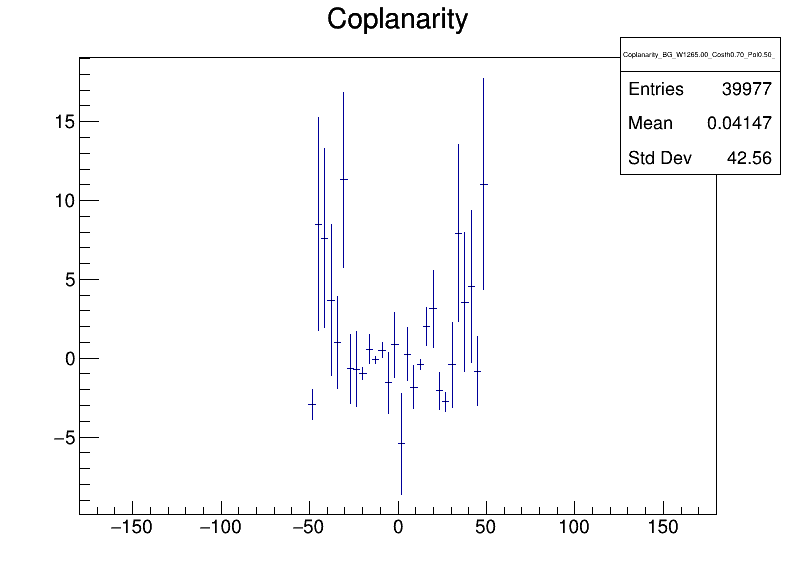 Coplanarity
Coplanarity_BG_W1265.00_Costh0.70_Pol0.50_
Entries 39977
Mean 0.04147
Std Dev 42.56
15
10
5
0
−5
−150 −100 −50 0 50 100 150